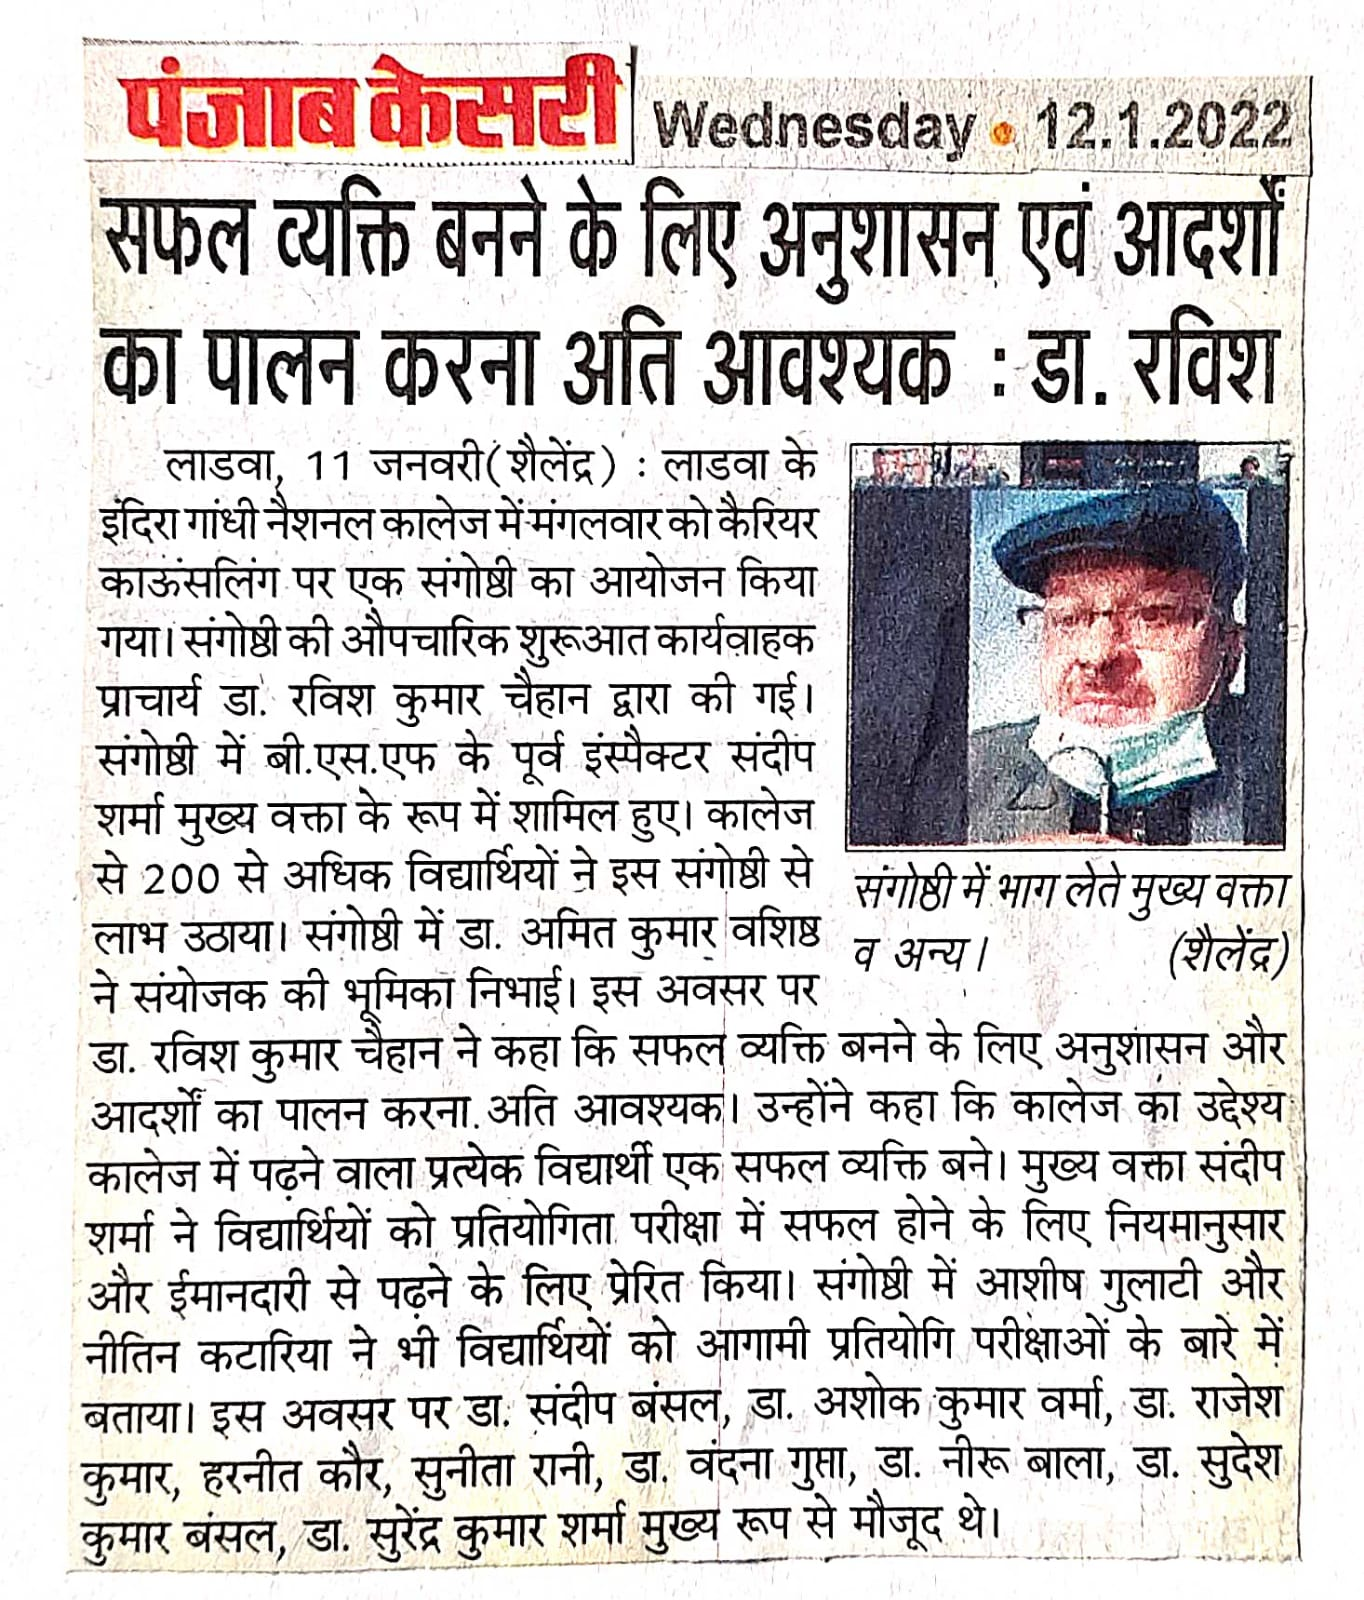 पंजाब केसरी Wednesday • 12.1.2022
सफल व्यक्ति बनने के लिए अनुशासन एवं आदर्शों
का पालन करना अति आवश्यक : डा. रविश
लाडवा, 11 जनवरी(शैलेंद्र) : लाडवा के
इंदिरा गांधी नैशनल कालेज में मंगलवार को कैरियर
काऊंसलिंग पर एक संगोष्ठी का आयोजन किया
गया। संगोष्ठी की औपचारिक शुरूआत कार्यवाहक
प्राचार्य डा. रविश कुमार चैहान द्वारा की गई।
संगोष्ठी में बी.एस.एफ के पूर्व इंस्पैक्टर संदीप
शर्मा मुख्य वक्ता के रूप में शामिल हुए। कालेज
से 200 से अधिक विद्यार्थियों ने इस संगोष्ठी से
लाभ उठाया। संगोष्ठी में डा. अमित कुमार वशिष्ठ
ने संयोजक की भूमिका निभाई। इस अवसर पर
डा. रविश कुमार चैहान ने कहा कि सफल व्यक्ति बनने के लिए अनुशासन और
आदर्शों का पालन करना अति आवश्यक। उन्होंने कहा कि कालेज का उद्देश्य
कालेज में पढ़ने वाला प्रत्येक विद्यार्थी एक सफल व्यक्ति बने। मुख्य वक्ता संदीप
शर्मा ने विद्यार्थियों को प्रतियोगिता परीक्षा में सफल होने के लिए नियमानुसार
और ईमानदारी से पढ़ने के लिए प्रेरित किया। संगोष्ठी में आशीष गुलाटी और
नीतिन कटारिया ने भी विद्यार्थियों को आगामी प्रतियोगि परीक्षाओं के बारे में
बताया। इस अवसर पर डा. संदीप बंसल, डा. अशोक कुमार वर्मा, डा. राजेश
कुमार, हरनीत कौर, सुनीता रानी, डा. वंदना गुप्ता, डा. नीरू बाला, डा. सुदेश
कुमार बंसल, डा. सुरेंद्र कुमार शर्मा मुख्य रूप से मौजूद थे।
संगोष्ठी में भाग लेते मुख्य वक्ता
व अन्य। (शैलेंद्र)